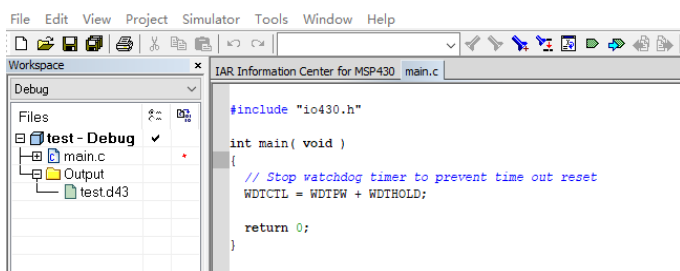 File Edit View Project Simulator Tools Window Help
Workspace
IAR Information Center for MSP430 main.c
Debug
Files
test - Debug
main.c
Output
test.d43
#include "io430.h"
int main( void )
{
// Stop watchdog timer to prevent time out reset
WDTCTL = WDTPW + WDTHOLD;
return 0;
}